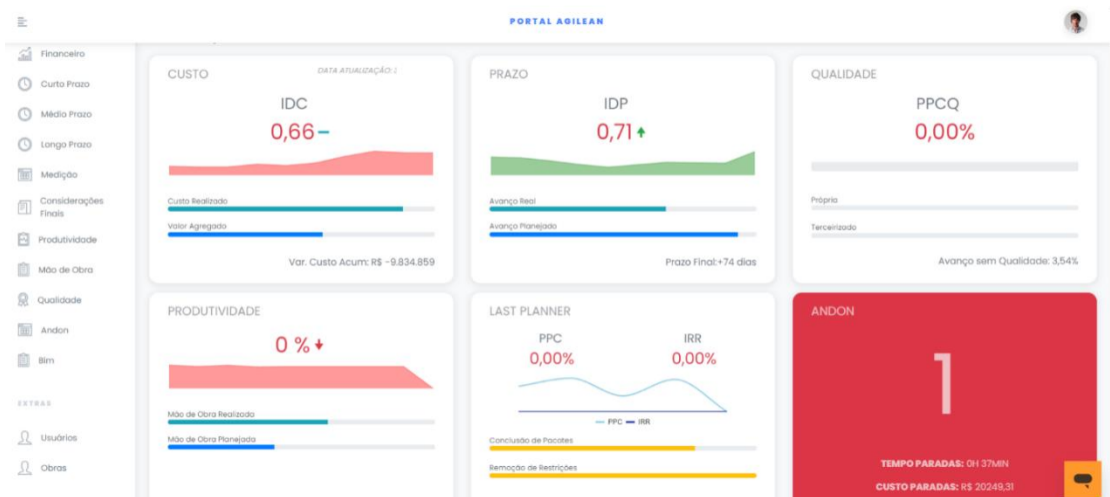 PORTAL AGILEAN
Financeiro
Curto Prazo
Médio Prazo
Longo Prazo
Medição
Considerações
Finais
Produtividade
Mão de Obra
Qualidade
Andon
Bim
EXTRAS
Usuários
Obras
CUSTO
DATA ATUALIZAÇÃO:
IDC
0,66
Custo Realizado
Valor Agregado
Var. Custo Acum: R$ -9.834.859
PRAZO
IDP
0,71
Avanço Real
Avanço Planejado
Prazo Final:+74 dias
QUALIDADE
PPCQ
0,00%
Própria
Terceirizado
Avanço sem Qualidade: 3,54%
PRODUTIVIDADE
0 %
Mão de Obra Realizada
Mão de Obra Planejada
LAST PLANNER
PPC IRR
0,00% 0,00%
PPC IRR
Conclusão de Pacotes
Remoção de Restrições
ANDON
1
TEMPO PARADAS: 0H 37MIN
CUSTO PARADAS: R$ 20249,31